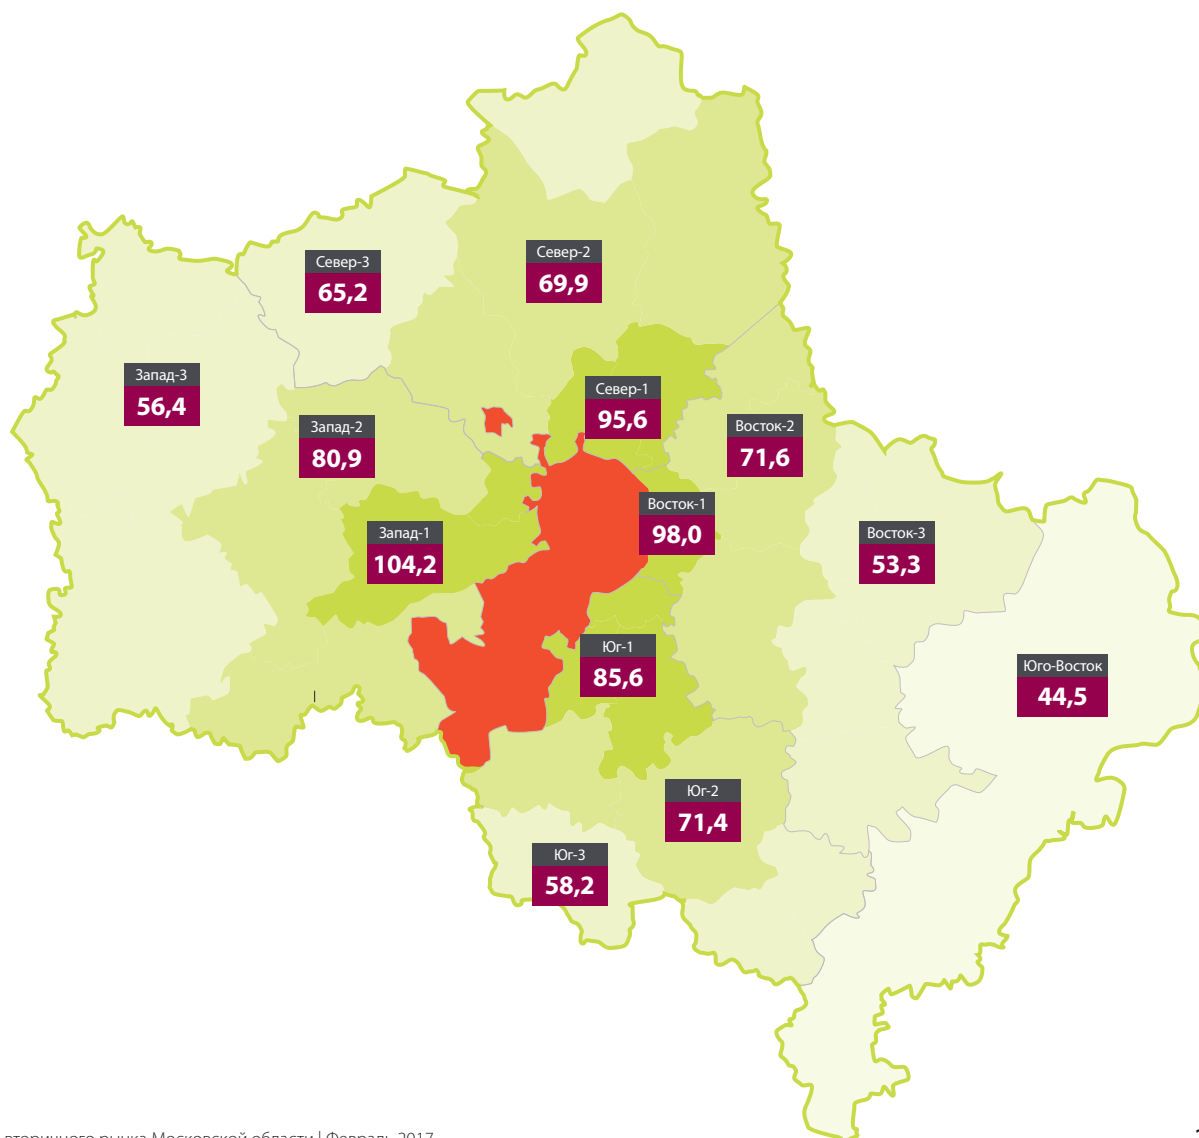 Север-2
69,9
Север-3
65,2
Запад-3
56,4
Север-1
95,6
Запад-2
80,9
Восток-2
71,6
Восток-1
98,0
Запад-1
104,2
Восток-3
53,3
Юг-1
85,6
Юго-Восток
44,5
Юг-2
71,4
Юг-3
58,2
вторичного рынка Московской области | Февраль 2017